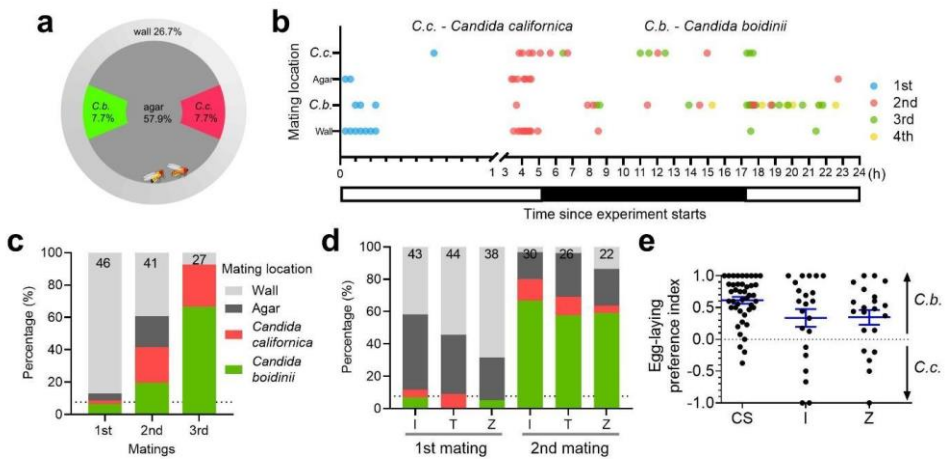 a
wall 26.7%
C.b.
7.7%
agar
57.9%
C.c.
7.7%
b
C.c. - Candida californica
C.b. - Candida boidinii
Mating location
C.c.
Agar
C.b.
Wall
1st
2nd
3rd
4th
0 1 3 4 5 6 7 8 9 10 11 12 13 14 15 16 17 18 19 20 21 22 23 24 (h)
Time since experiment starts
c
Percentage (%)
100
80
60
40
20
0
46
41
27
1st
2nd
3rd
Matings
Mating location
Wall
Agar
Candida
californica
Candida
boidinii
d
Percentage (%)
100
80
60
40
20
0
43
44
38
30
26
22
I
T
Z
I
T
Z
1st mating
2nd mating
e
Egg-laying
preference index
1.0
0.5
0.0
-0.5
-1.0
CS
I
Z
C.b.
C.c.